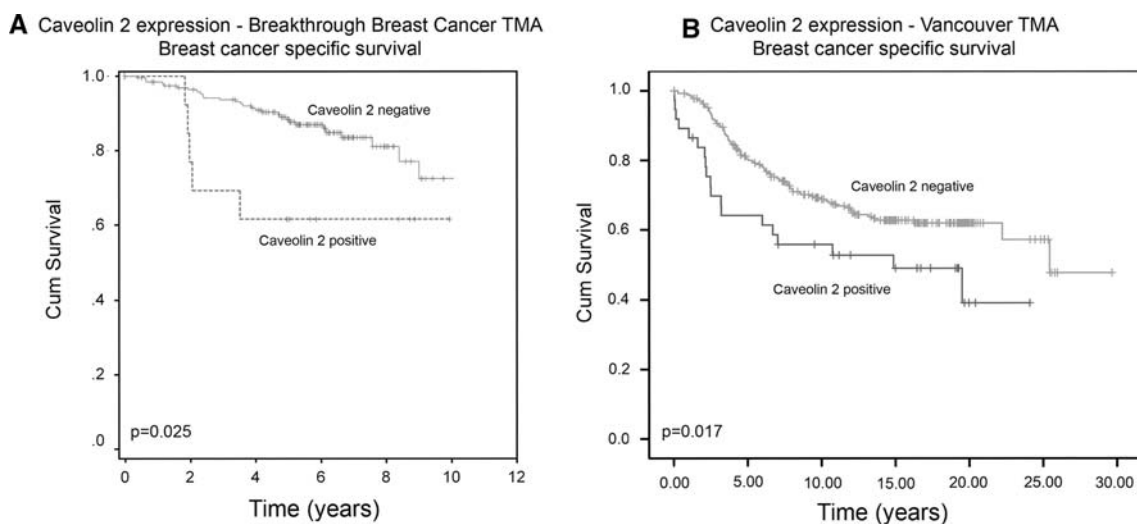 A Caveolin 2 expression - Breakthrough Breast Cancer TMA
Breast cancer specific survival
1.0
.8
.6
.4
.2
.0
Cum Survival
Caveolin 2 negative
Caveolin 2 positive
p=0.025
0 2 4 6 8 10 12
Time (years)
B Caveolin 2 expression - Vancouver TMA
Breast cancer specific survival
1.0
0.8
0.6
0.4
0.2
0.0
Cum Survival
Caveolin 2 negative
Caveolin 2 positive
p=0.017
0.00 5.00 10.00 15.00 20.00 25.00 30.00
Time (years)